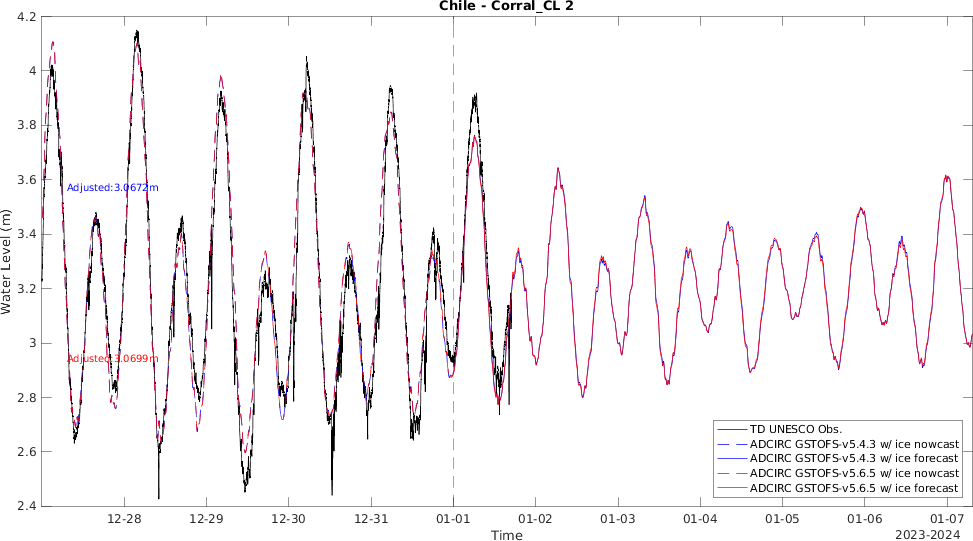 Chile - Corral_CL 2
4.2
4
3.8
3.6
3.4
3.2
3
2.8
2.6
2.4
Water Level (m)
Adjusted:3.0672m
Adjusted:3.0699m
TD UNESCO Obs.
ADCIRC GSTOFS-v5.4.3 w/ ice nowcast
ADCIRC GSTOFS-v5.4.3 w/ ice forecast
ADCIRC GSTOFS-v5.6.5 w/ ice nowcast
ADCIRC GSTOFS-v5.6.5 w/ ice forecast
12-28 12-29 12-30 12-31 01-01 01-02 01-03 01-04 01-05 01-06 01-07
Time
2023-2024